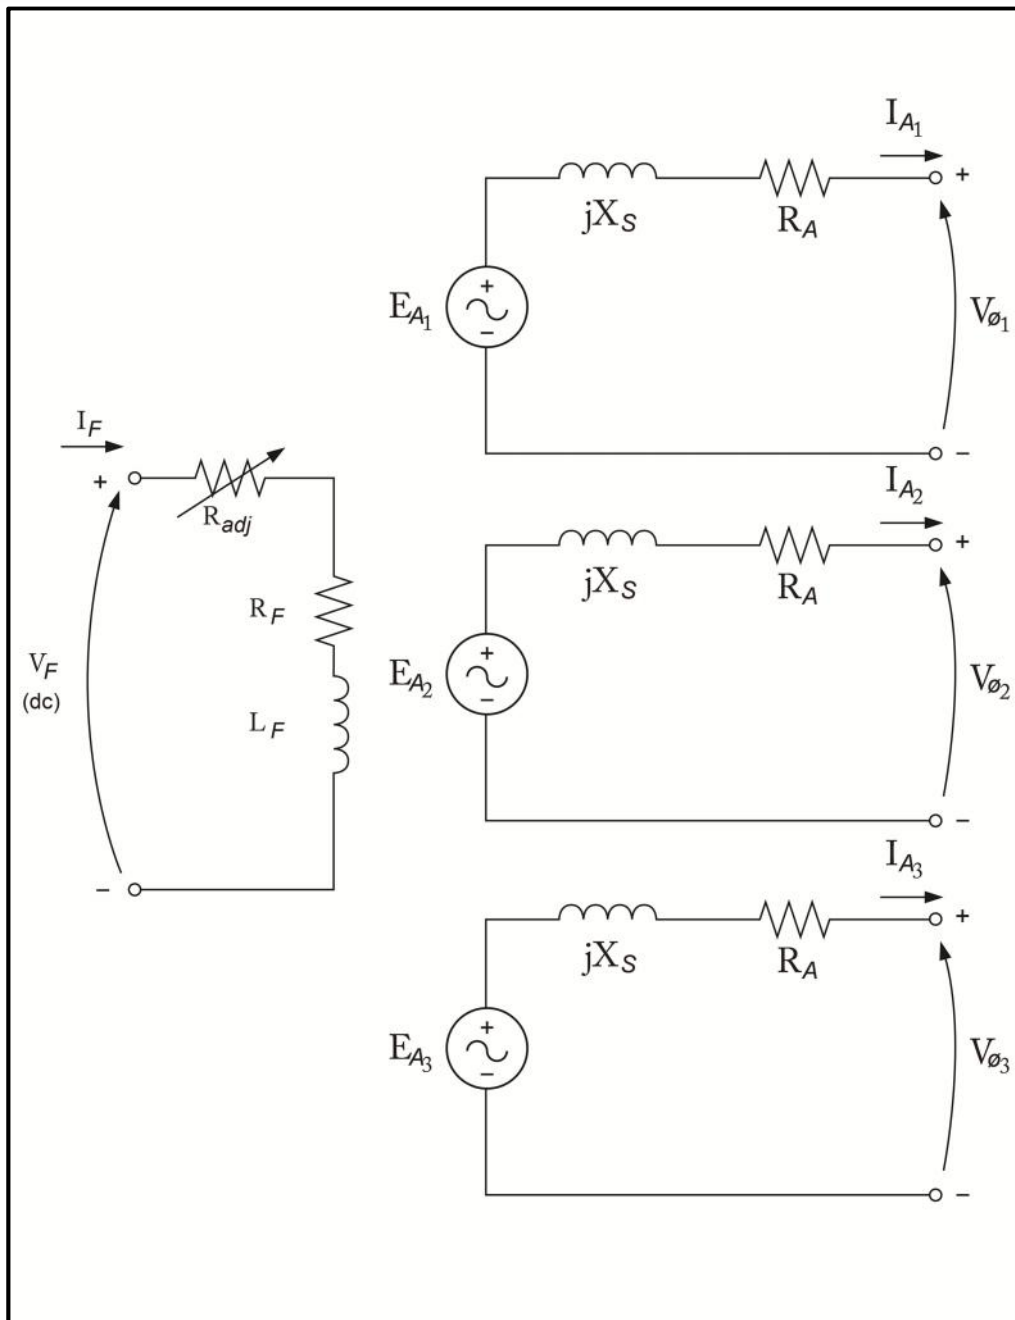 I_A1
+
jX_S
R_A
+
E_A1
V_ø1
−
I_F
−
+
I_A2
R_adj
+
jX_S
R_A
R_F
+
V_F
E_A2
V_ø2
(dc)
−
L_F
−
I_A3
−
+
jX_S
R_A
+
E_A3
V_ø3
−
−